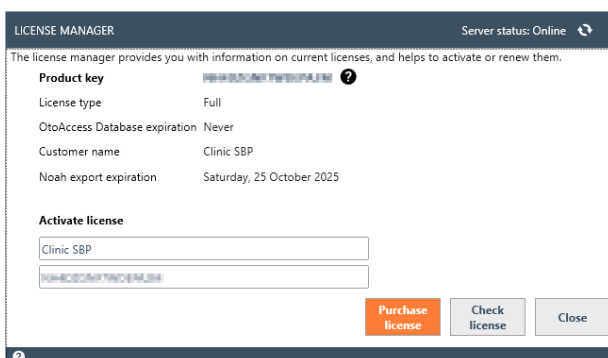 LICENSE MANAGER
Server status: Online
The license manager provides you with information on current licenses, and helps to activate or renew them.
Product key
License type Full
OtoAccess Database expiration Never
Customer name Clinic SBP
Noah export expiration Saturday, 25 October 2025
Activate license
Clinic SBP
Purchase license
Check license
Close